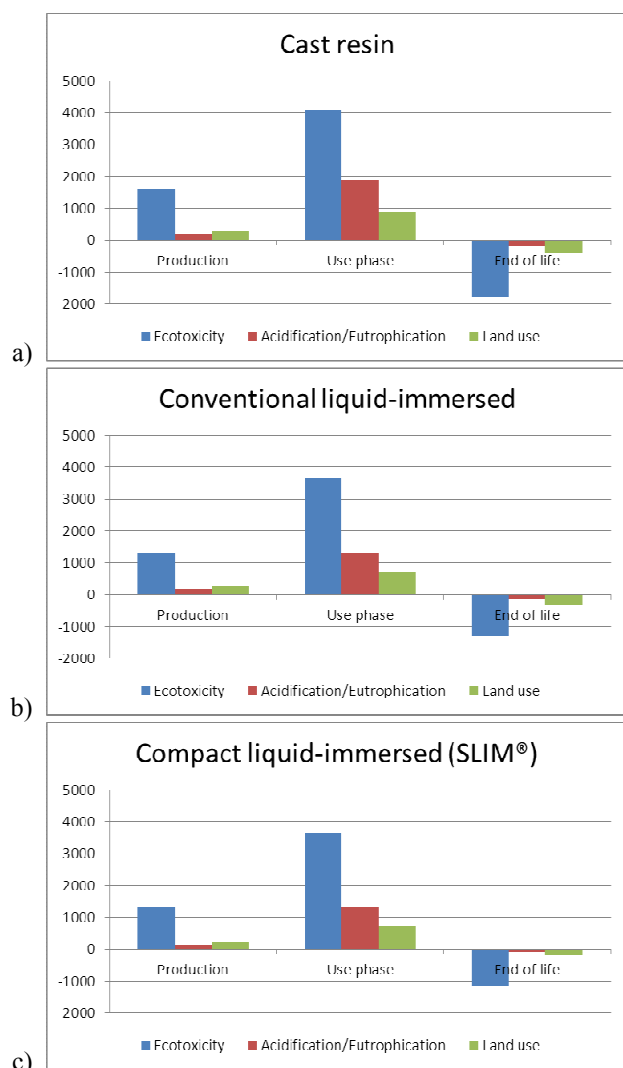 Cast resin
5000
4000
3000
2000
1000
0
-1000
2000
Production Use phase End of life
Ecotoxicity Acidification/Eutrophication Land use
a)
Conventional liquid-immersed
5000
4000
3000
2000
1000
0
-1000
-2000
Production Use phase End of life
Ecotoxicity Acidification/Eutrophication Land use
b)
Compact liquid-immersed (SLIM®)
5000
4000
3000
2000
1000
0
-1000
2000
Production Use phase End of life
Ecotoxicity Acidification/Eutrophication Land use
c)